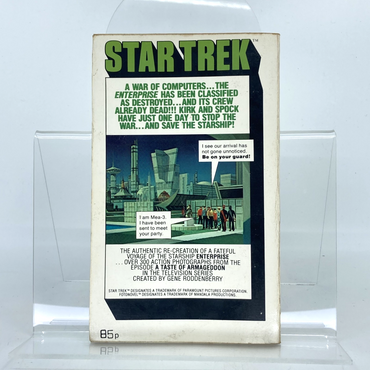 STAR TREK™
A WAR OF COMPUTERS...THE
ENTERPRISE HAS BEEN CLASSIFIED
AS DESTROYED...AND ITS CREW
ALREADY DEAD!!! KIRK AND SPOCK
HAVE JUST ONE DAY TO STOP THE
WAR...AND SAVE THE STARSHIP!
I see our arrival has
not gone unnoticed.
Be on your guard!
I am Mea-3.
I have been
sent to meet
your party.
THE AUTHENTIC RE-CREATION OF A FATEFUL
VOYAGE OF THE STARSHIP ENTERPRISE
... OVER 300 ACTION PHOTOGRAPHS FROM THE
EPISODE A TASTE OF ARMAGEDDON
IN THE TELEVISION SERIES
CREATED BY GENE RODDENBERRY
STAR TREK™ DESIGNATES A TRADEMARK OF PARAMOUNT PICTURES CORPORATION.
FOTONOVEL™ DESIGNATES A TRADEMARK OF MANDALA PRODUCTIONS.
85p